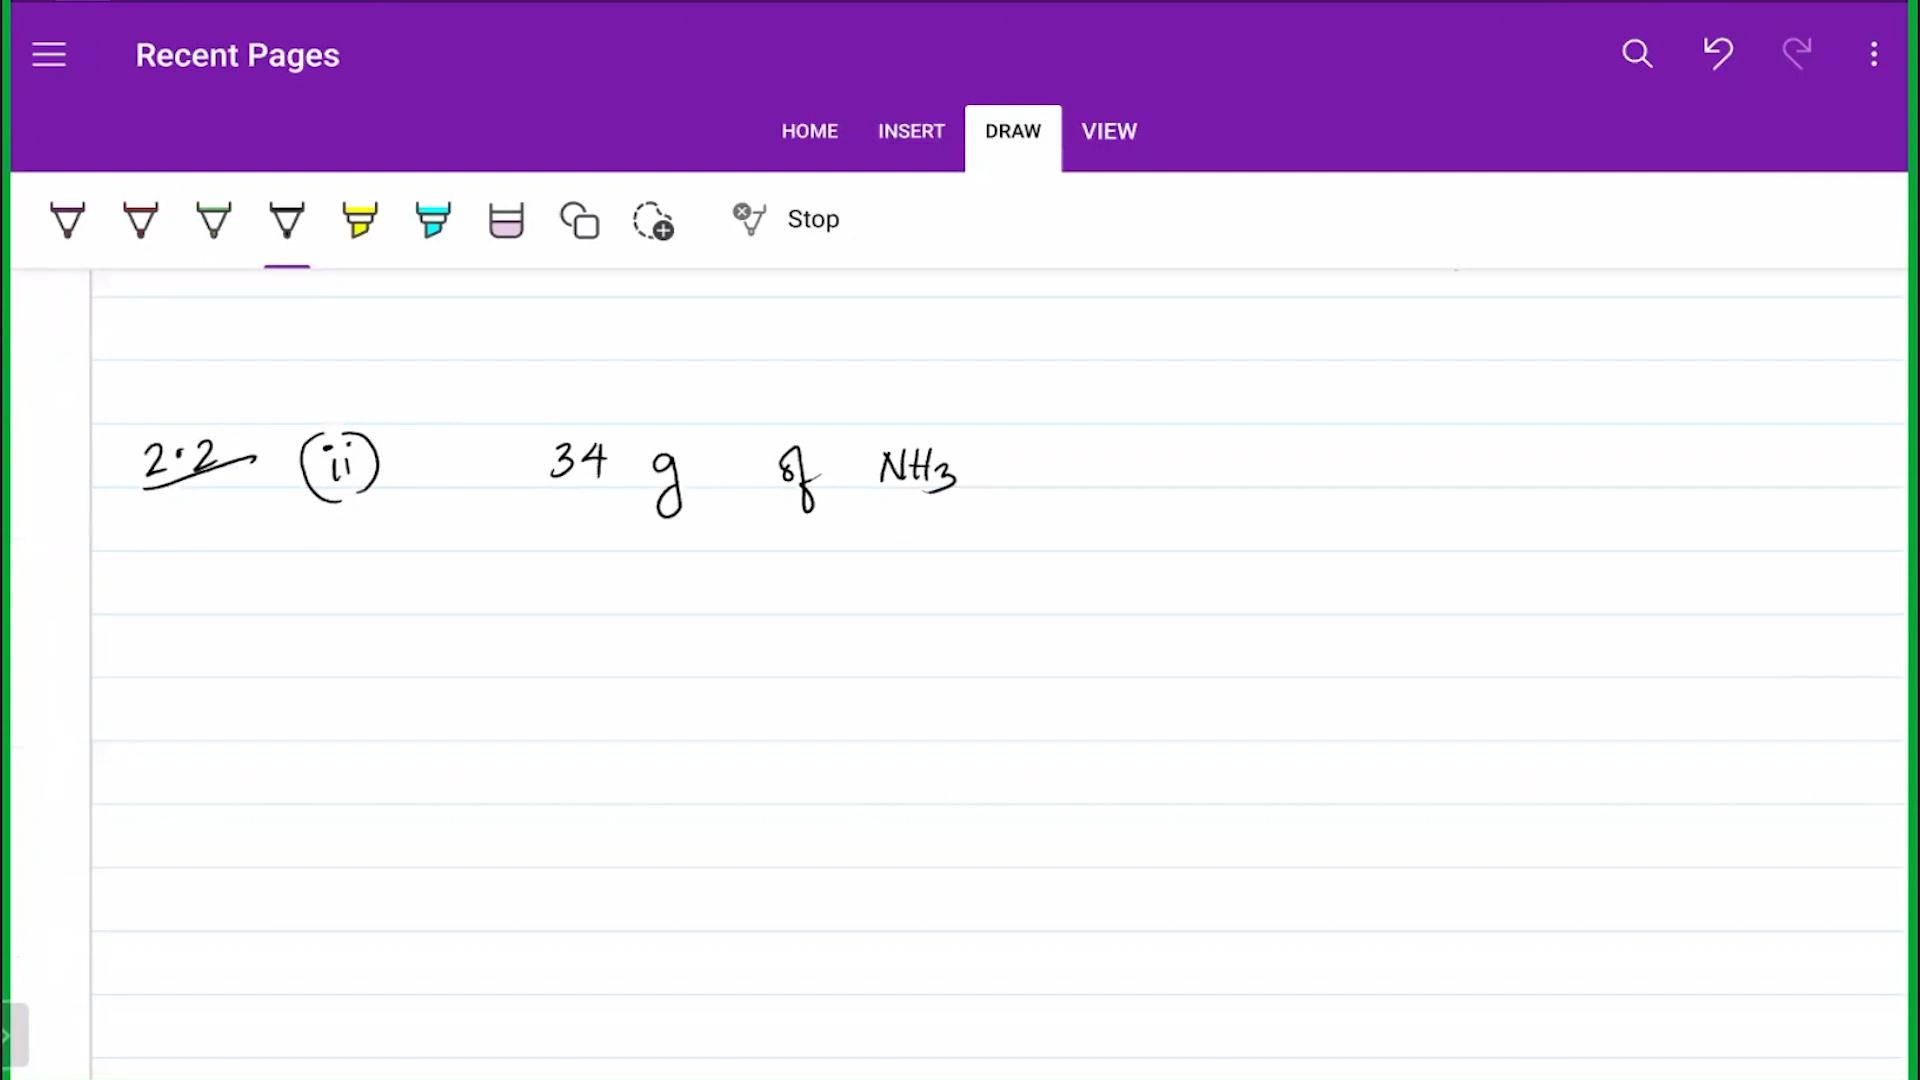 Recent Pages
HOME INSERT DRAW VIEW
Stop
2.2 (ii) 34 g of NH3